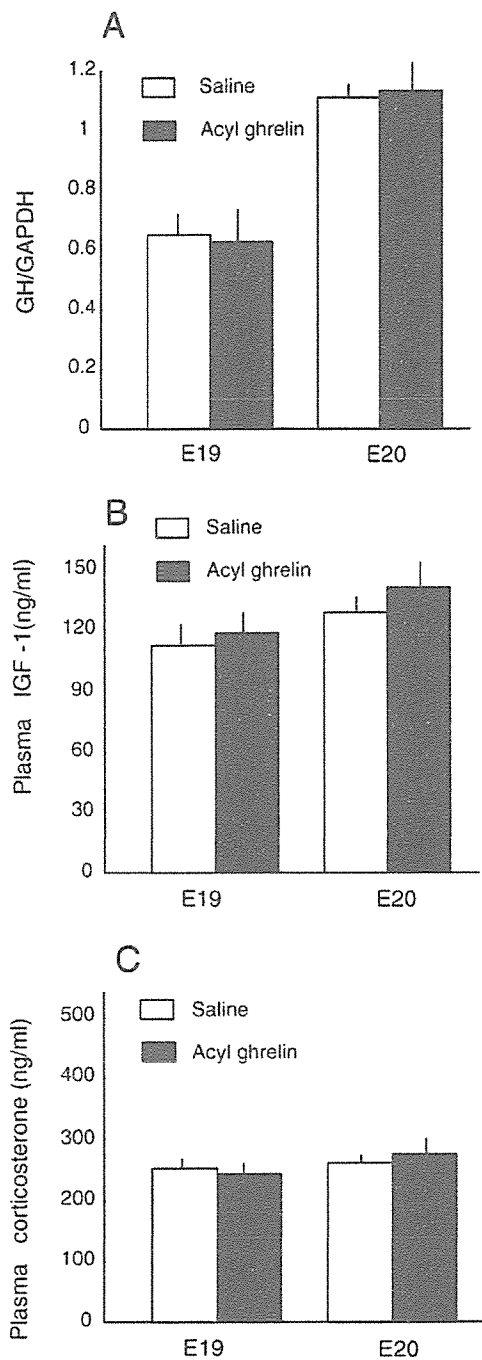 A
Saline
Acyl ghrelin
GH/GAPDH
1.2
1
0.8
0.6
0.4
0.2
0
E19 E20
B
Saline
Acyl ghrelin
Plasma IGF -1(ng/ml)
150
120
90
60
30
0
E19 E20
C
Saline
Acyl ghrelin
Plasma corticosterone (ng/ml)
500
400
300
200
100
0
E19 E20